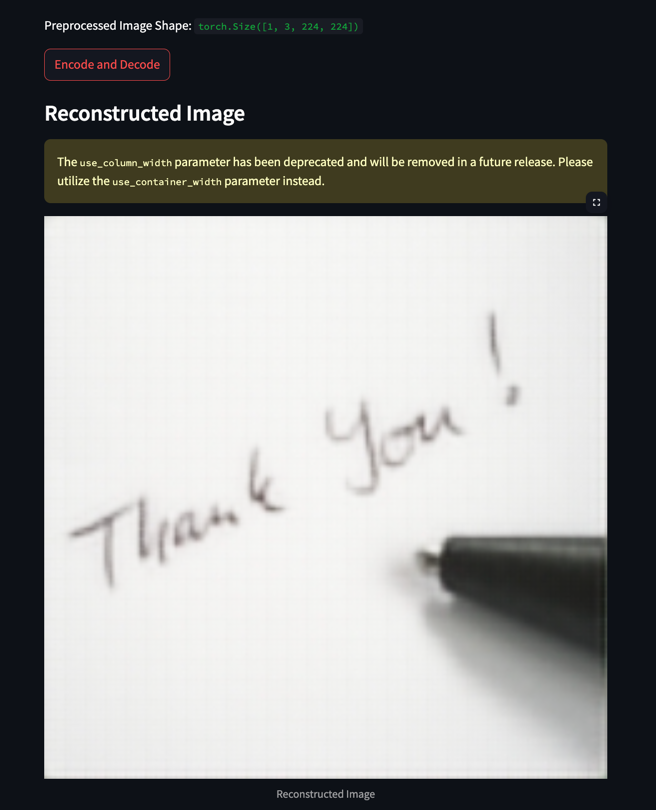 Preprocessed Image Shape: torch.Size([1, 3, 224, 224])
Encode and Decode
Reconstructed Image
The use_column_width parameter has been deprecated and will be removed in a future release. Please
utilize the use_container_width parameter instead.
Thank You!
Reconstructed Image